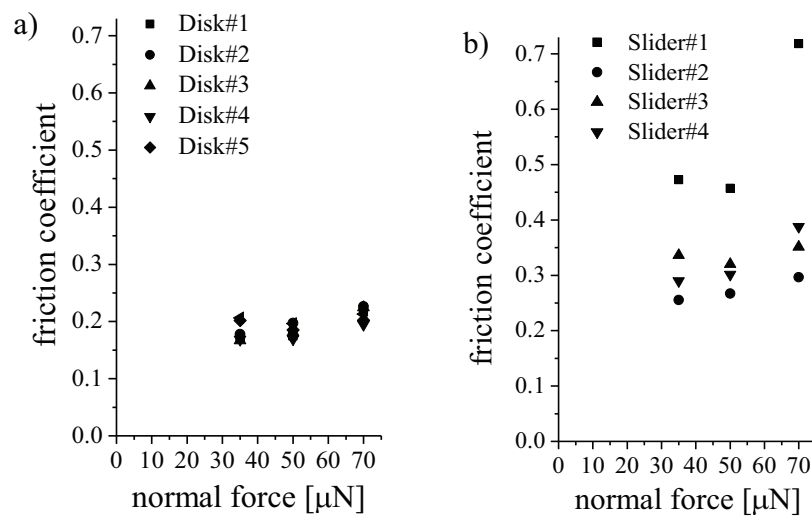 a)
Disk#1
Disk#2
Disk#3
Disk#4
Disk#5
0.7
0.6
0.5
0.4
0.3
0.2
0.1
0.0
friction coefficient
0 10 20 30 40 50 60 70
normal force [μN]
b)
Slider#1
Slider#2
Slider#3
Slider#4
0.7
0.6
0.5
0.4
0.3
0.2
0.1
0.0
friction coefficient
0 10 20 30 40 50 60 70
normal force [μN]